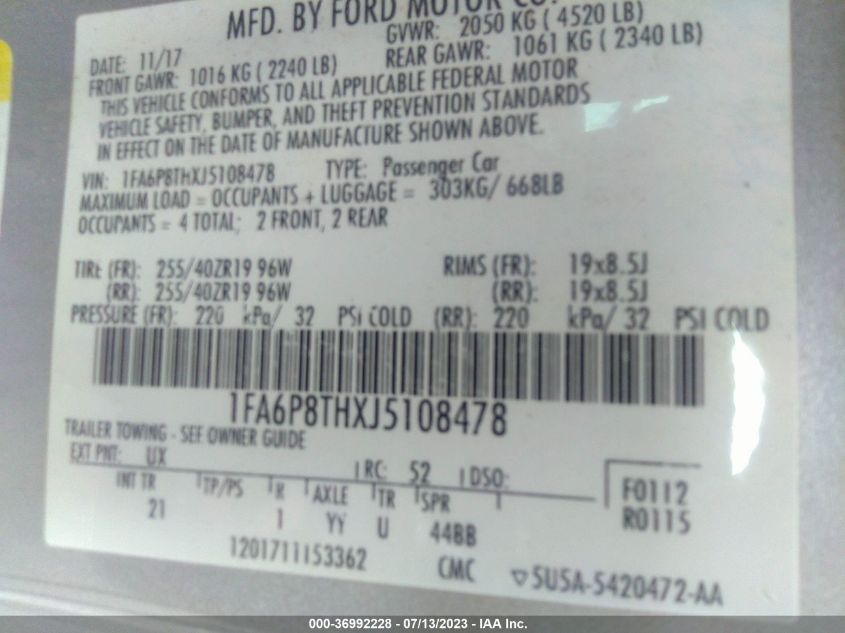 MFD. BY FORD MOTOR CO.
GVWR: 2050 KG ( 4520 LB)
DATE: 11/17
REAR GAWR: 1061 KG ( 2340 LB)
FRONT GAWR: 1016 KG ( 2240 LB)
THIS VEHICLE CONFORMS TO ALL APPLICABLE FEDERAL MOTOR
VEHICLE SAFETY, BUMPER, AND THEFT PREVENTION STANDARDS
IN EFFECT ON THE DATE OF MANUFACTURE SHOWN ABOVE.
VIN: 1FA6P8THXJ5108478 TYPE: Passenger Car
MAXIMUM LOAD = OCCUPANTS + LUGGAGE = 303KG/ 668LB
OCCUPANTS = 4 TOTAL; 2 FRONT, 2 REAR
TIRE (FR): 255/40ZR19 96W RIMS (FR): 19x8.5J
(RR): 255/40ZR19 96W (RR): 19x8.5J
PRESSURE (FR): 220 kPa/ 32 PSI COLD (RR): 220 kPa/ 32 PSI COLD
1FA6P8THXJ5108478
TRAILER TOWING - SEE OWNER GUIDE
EXT PNT: UX RC: 52 DSO:
INT TR TP/PS R AXLE TR SPR
21 1 YY U 44BB
F0112
R0115
1201711153362 CMC
5U5A-5420472-AA
000-36992228 - 07/13/2023 - IAA Inc.